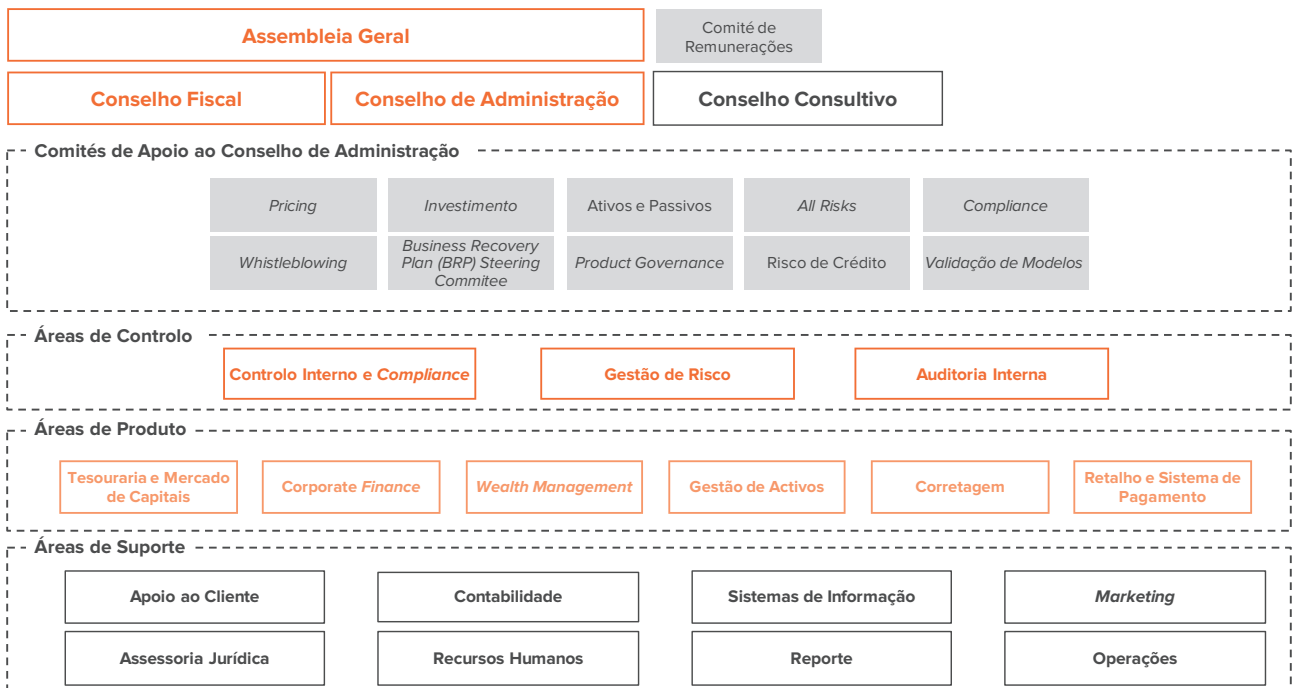 Assembleia Geral
Comité de
Remunerações
Conselho Fiscal
Conselho de Administração
Conselho Consultivo
Comités de Apoio ao Conselho de Administração
Pricing
Investimento
Ativos e Passivos
All Risks
Compliance
Whistleblowing
Business Recovery
Plan (BRP) Steering
Commitee
Product Governance
Risco de Crédito
Validação de Modelos
Áreas de Controlo
Controlo Interno e Compliance
Gestão de Risco
Auditoria Interna
Áreas de Produto
Tesouraria e Mercado
de Capitais
Corporate Finance
Wealth Management
Gestão de Activos
Corretagem
Retalho e Sistema de
Pagamento
Áreas de Suporte
Apoio ao Cliente
Contabilidade
Sistemas de Informação
Marketing
Assessoria Jurídica
Recursos Humanos
Reporte
Operações